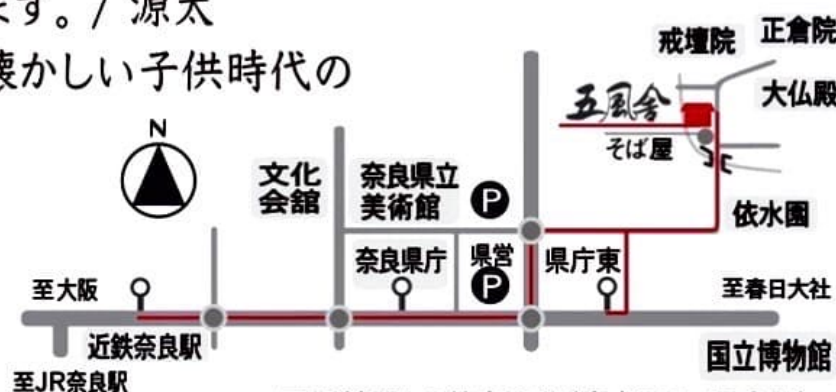 ます。/ 源太
懐かしい子供時代の
N
戒壇院
正倉院
大仏殿
五風舎
そば屋
文化
会舘
奈良県立
美術館
P
依水園
奈良県庁
県営
P
県庁東
至大阪
至春日大社
近鉄奈良駅
国立博物館
至JR奈良駅